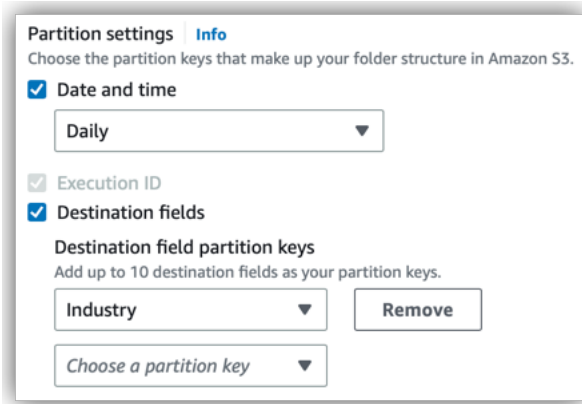 Partition settings Info
Choose the partition keys that make up your folder structure in Amazon S3.
Date and time
Daily
Execution ID
Destination fields
Destination field partition keys
Add up to 10 destination fields as your partition keys.
Industry Remove
Choose a partition key